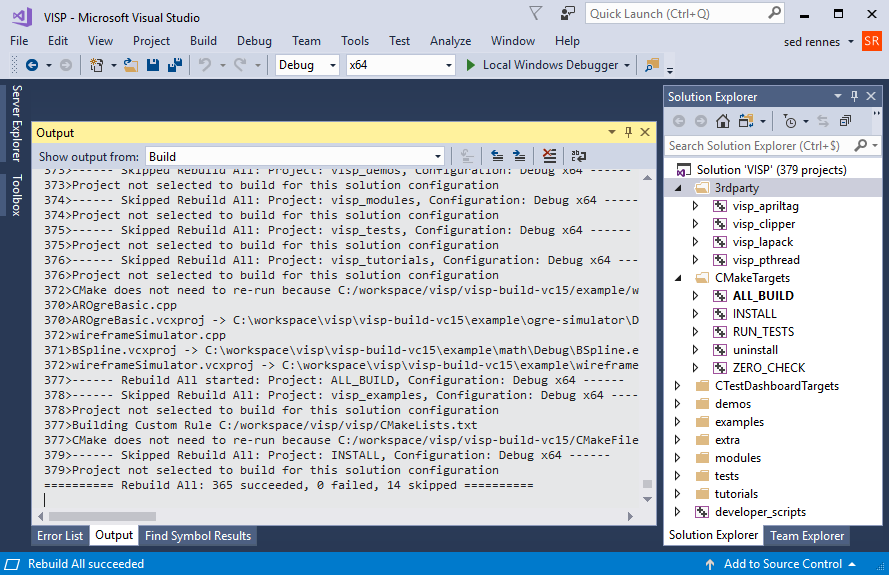 VISP - Microsoft Visual Studio
Quick Launch (Ctrl+Q)
File Edit View Project Build Debug Team Tools Test Analyze Window Help
sed rennes SR
Debug x64 Local Windows Debugger
Server Explorer
Toolbox
Output
Show output from: Build
375>------ Skipped Rebuild All: Project: visp_demos, Configuration: Debug x64 ------
373>Project not selected to build for this solution configuration
374>------ Skipped Rebuild All: Project: visp_modules, Configuration: Debug x64 -----
374>Project not selected to build for this solution configuration
375>------ Skipped Rebuild All: Project: visp_tests, Configuration: Debug x64 ------
375>Project not selected to build for this solution configuration
376>------ Skipped Rebuild All: Project: visp_tutorials, Configuration: Debug x64 ---
376>Project not selected to build for this solution configuration
372>CMake does not need to re-run because C:/workspace/visp/visp-build-vc15/example/w
370>AROgreBasic.cpp
370>AROgreBasic.vcxproj -> C:\workspace\visp\visp-build-vc15\example\ogre-simulator\D
372>wireframeSimulator.cpp
371>BSpline.vcxproj -> C:\workspace\visp\visp-build-vc15\example\math\Debug\BSpline.e
372>wireframeSimulator.vcxproj -> C:\workspace\visp\visp-build-vc15\example\wireframe
377>------ Rebuild All started: Project: ALL_BUILD, Configuration: Debug x64 ------
378>------ Skipped Rebuild All: Project: visp_examples, Configuration: Debug x64 ----
378>Project not selected to build for this solution configuration
377>Building Custom Rule C:/workspace/visp/visp/CMakeLists.txt
377>CMake does not need to re-run because C:/workspace/visp/visp-build-vc15/CMakeFile
379>------ Skipped Rebuild All: Project: INSTALL, Configuration: Debug x64 ------
379>Project not selected to build for this solution configuration
========== Rebuild All: 365 succeeded, 0 failed, 14 skipped ==========
Error List Output Find Symbol Results
Solution Explorer
Search Solution Explorer (Ctrl+$)
Solution 'VISP' (379 projects)
3rdparty
visp_apriltag
visp_clipper
visp_lapack
visp_pthread
CMakeTargets
ALL_BUILD
INSTALL
RUN_TESTS
uninstall
ZERO_CHECK
CTestDashboardTargets
demos
examples
extra
modules
tests
tutorials
developer_scripts
Solution Explorer Team Explorer
Rebuild All succeeded
Add to Source Control